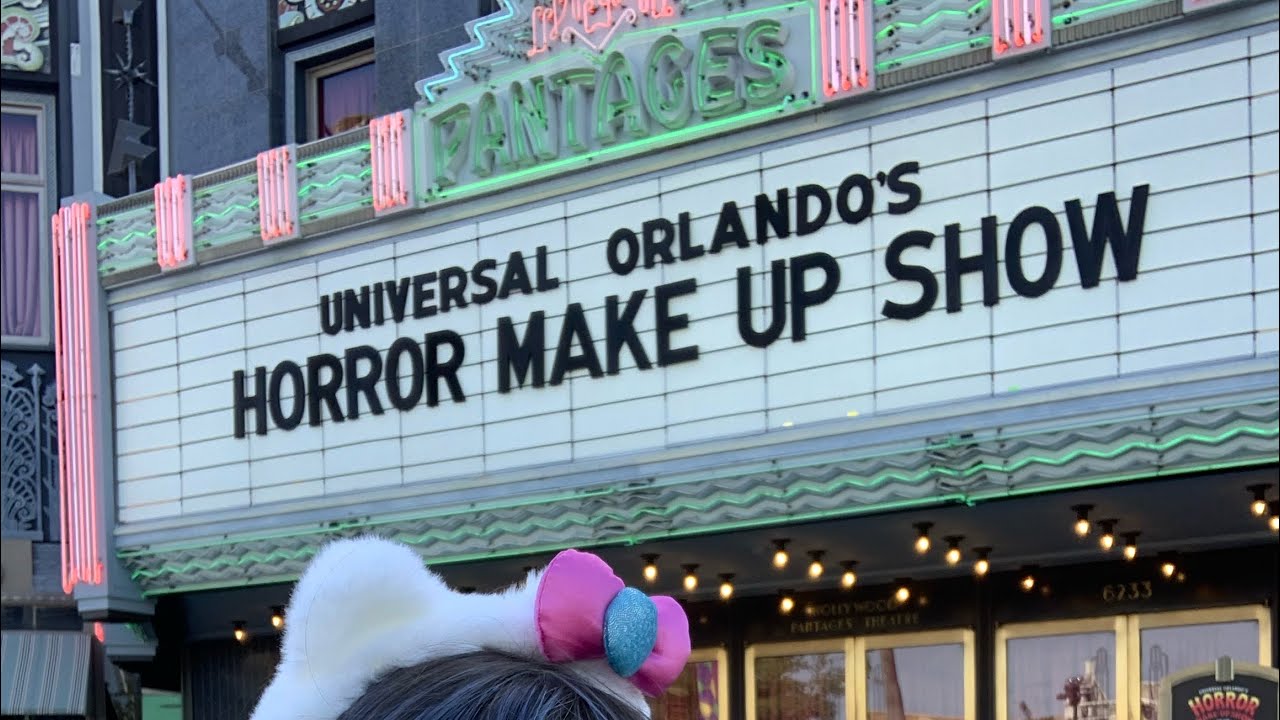 PANTAGES
UNIVERSAL ORLANDO'S
HORROR MAKE UP SHOW
6233
HOLLYWOOD
PANTAGES THEATRE
HORROR